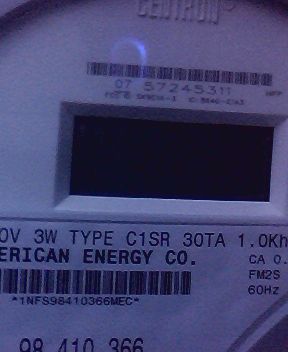 CENTRON
07 57245311
0V 3W TYPE C1SR 30TA 1.0Kh
ERICAN ENERGY CO.
CA 0.
FM2S
60Hz
*1NFS98410366MEC*
98 410 366